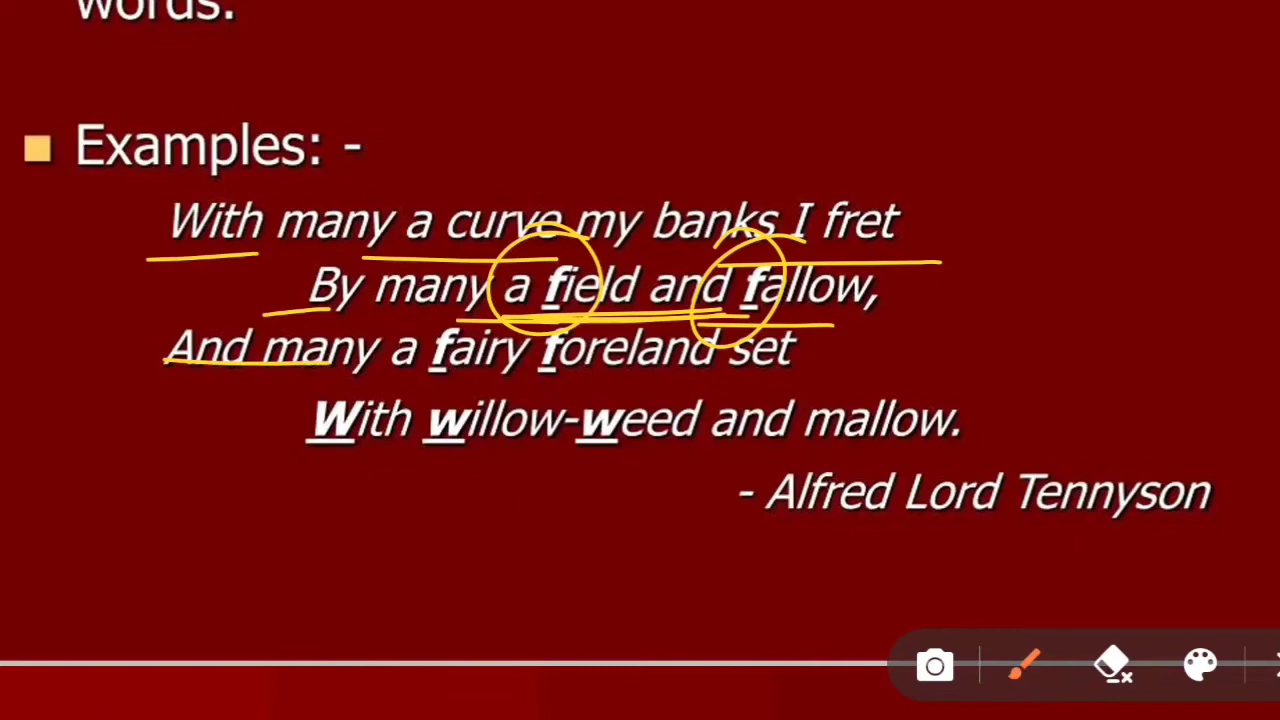 words.
Examples: -
With many a curve my banks I fret
By many a field and fallow,
And many a fairy foreland set
With willow-weed and mallow.
- Alfred Lord Tennyson